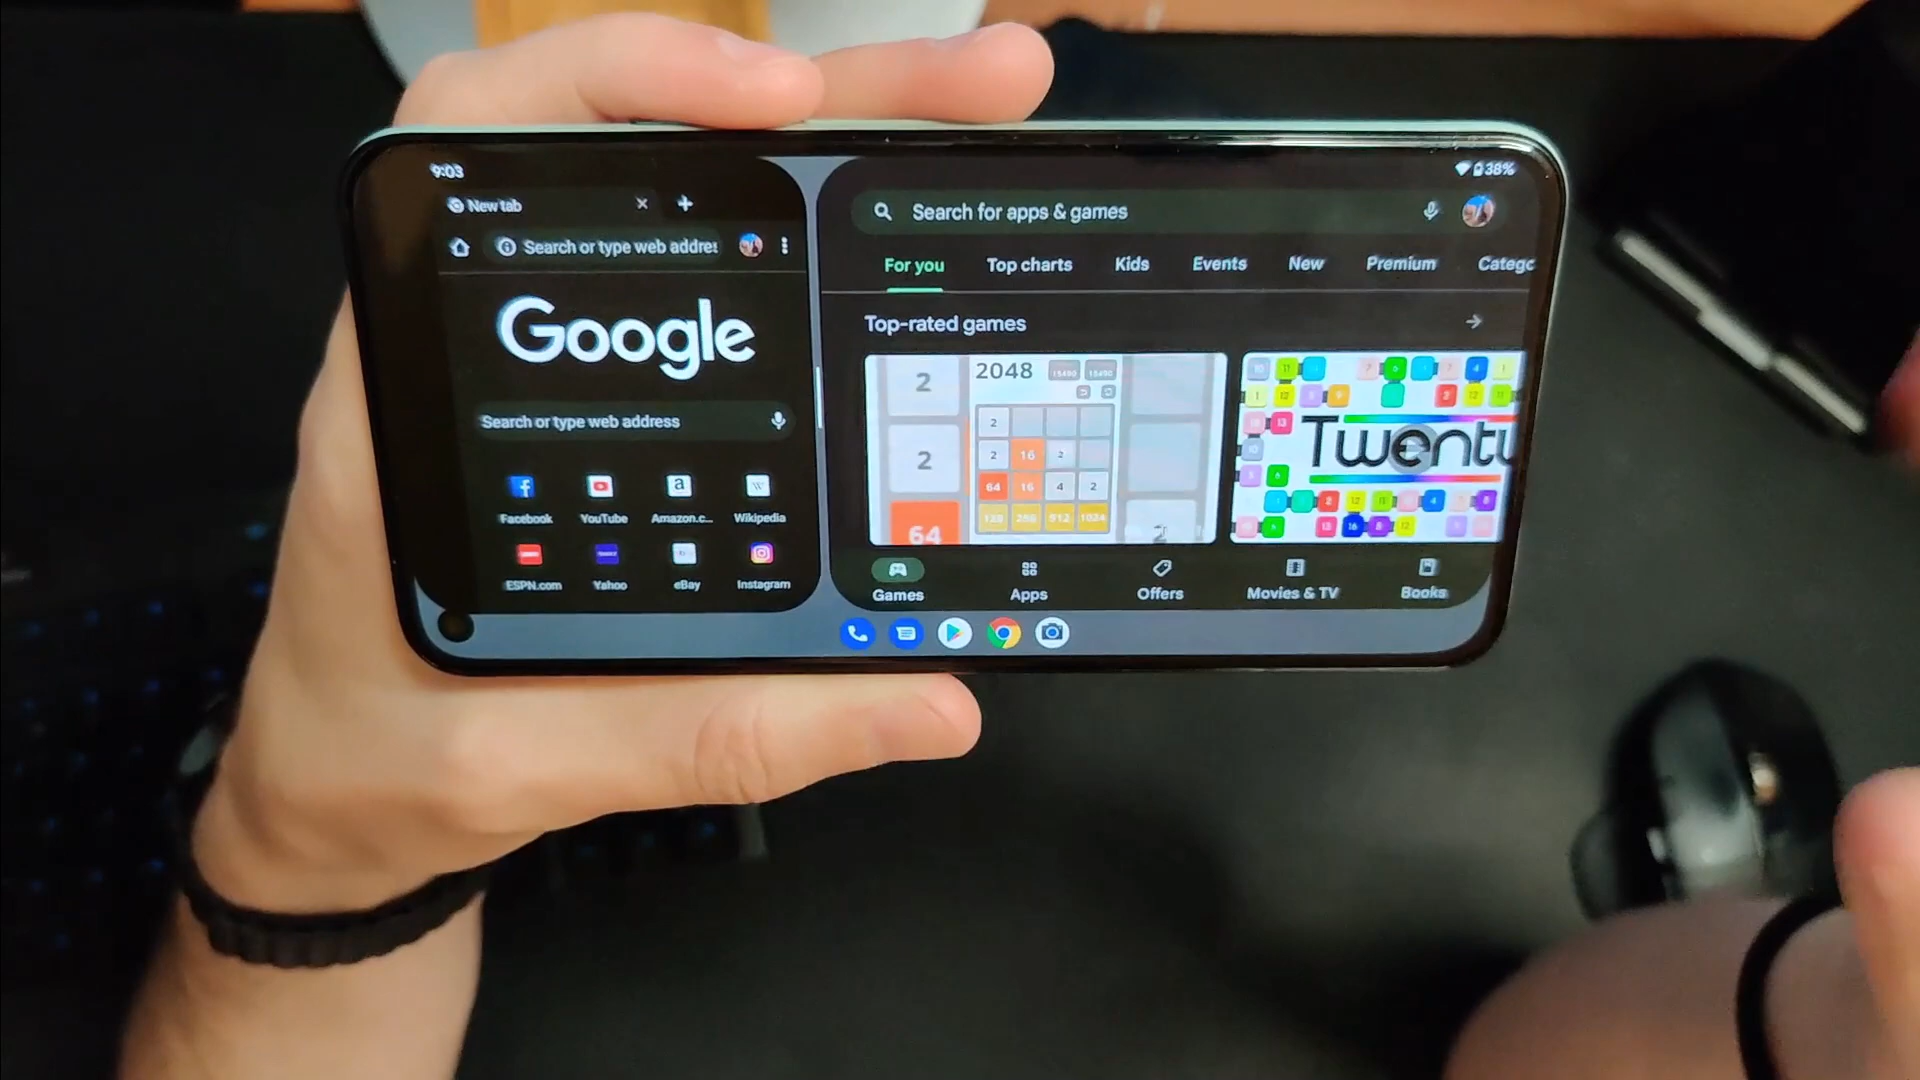 9:03
38%
New tab
Search or type web addres
Google
Search or type web address
Facebook
YouTube
Amazon.c...
Wikipedia
ESPN.com
Yahoo
eBay
Instagram
Search for apps & games
For you
Top charts
Kids
Events
New
Premium
Catego
Top-rated games
2
2
64
2048
2
2 16 2
64 16 4 2
128 256 512 1024
2
Twenty
Games
Apps
Offers
Movies & TV
Books